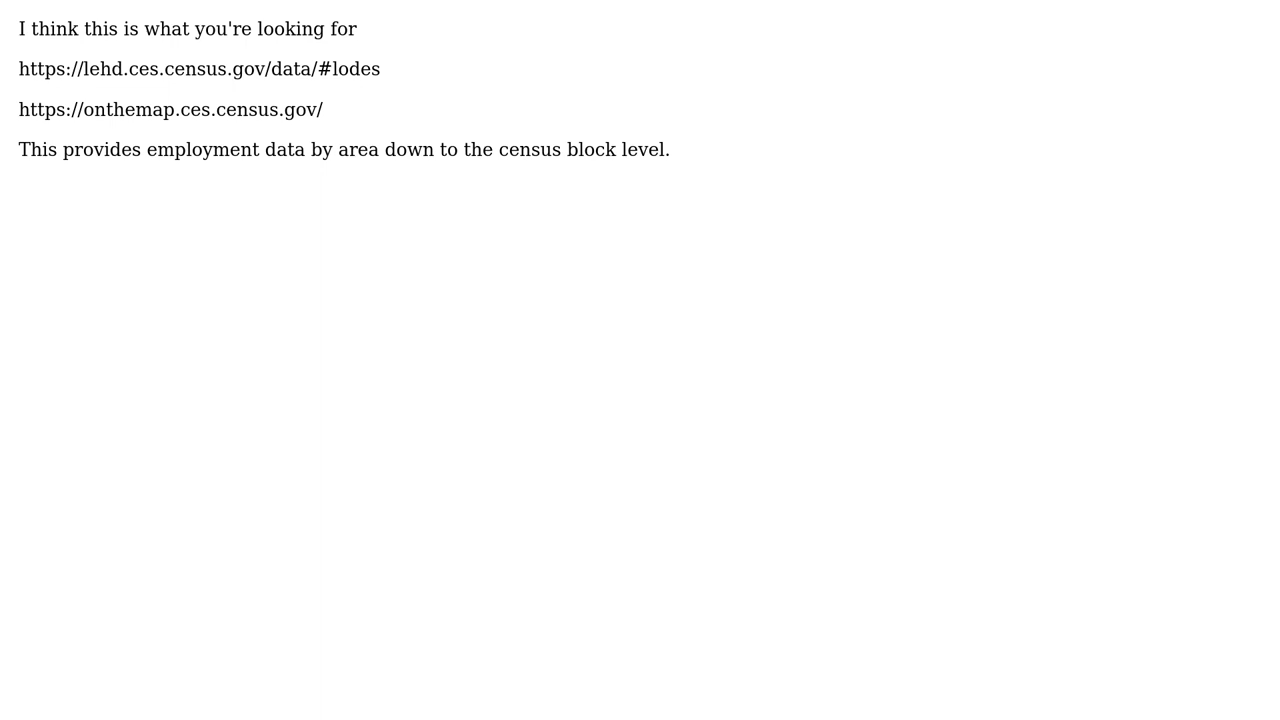 I think this is what you're looking for
https://lehd.ces.census.gov/data/#lodes
https://onthemap.ces.census.gov/
This provides employment data by area down to the census block level.